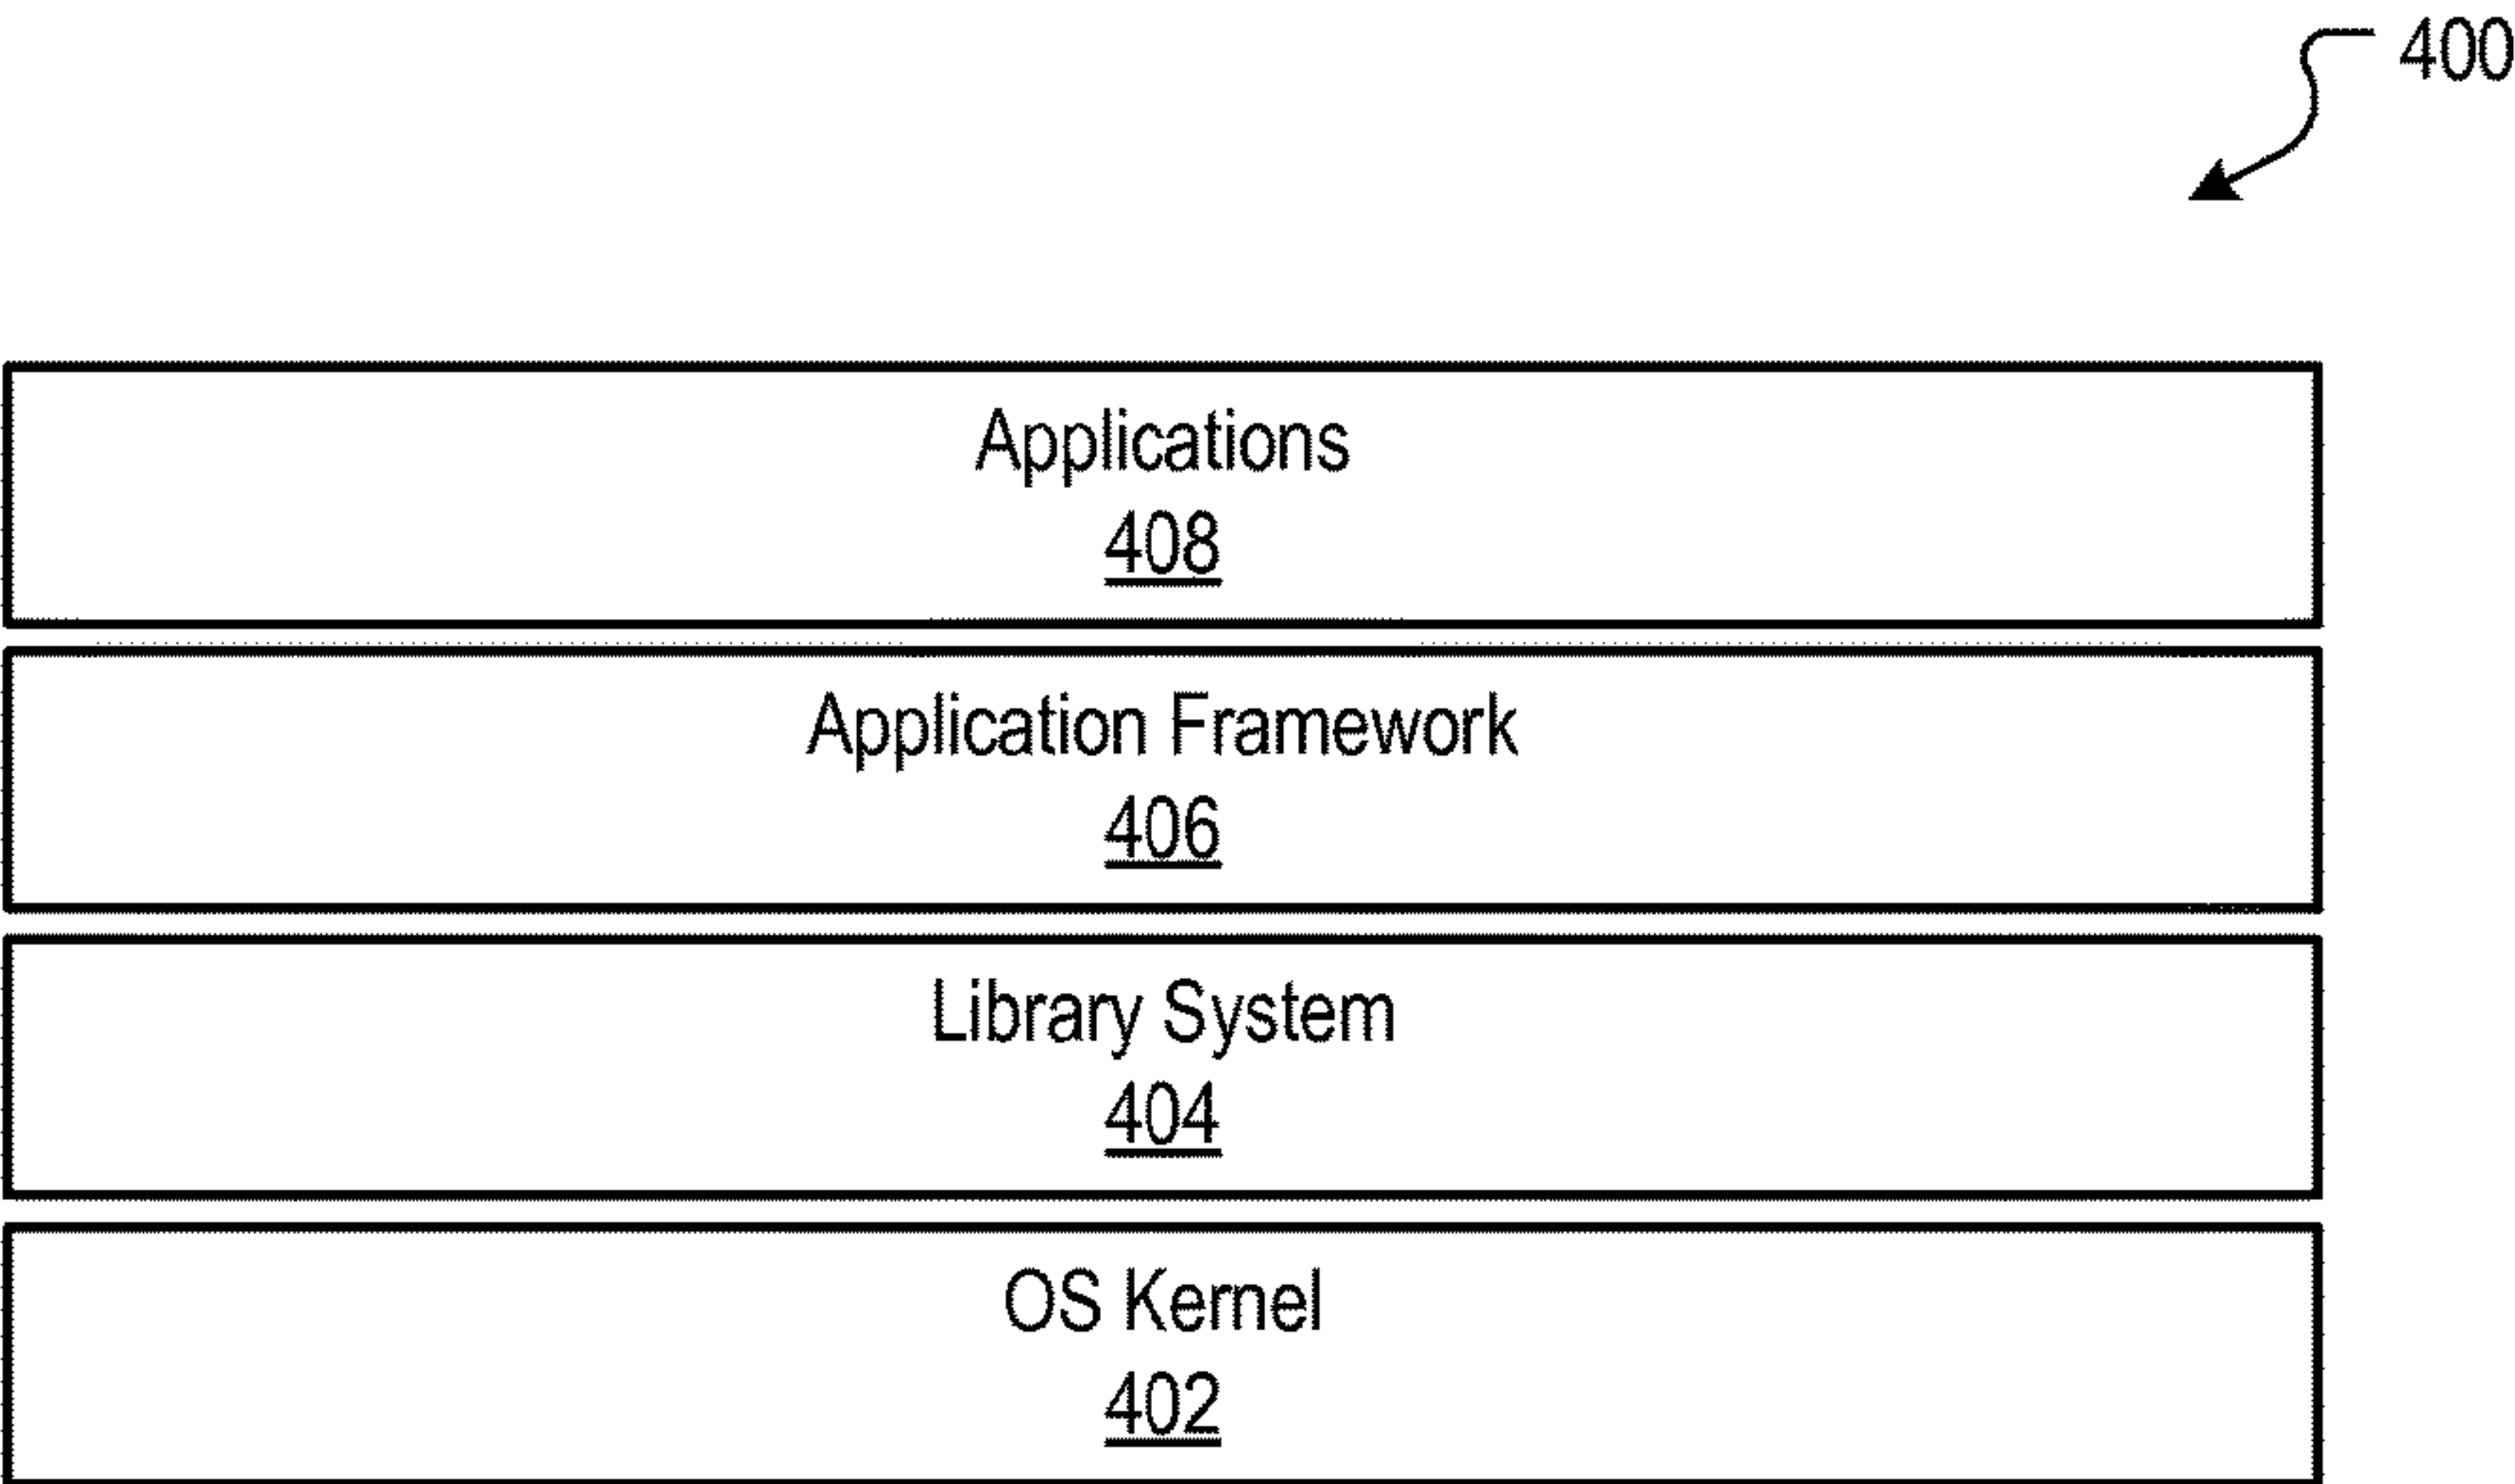 400
Applications
408
Application Framework
406
Library System
404
OS Kernel
402